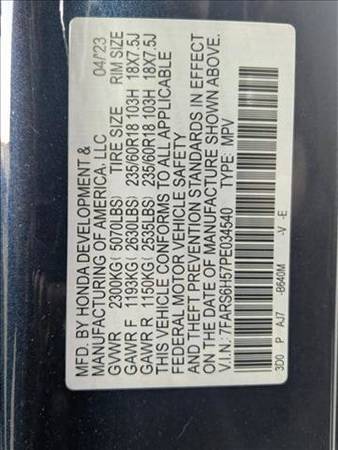 MFD. BY HONDA DEVELOPMENT & 04/23
MANUFACTURING OF AMERICA, LLC
GVWR 2300KG ( 5070LBS) TIRE SIZE RIM SIZE
GAWR F 1193KG ( 2630LBS) 235/60R18 103H 18X7.5J
GAWR R 1150KG ( 2535LBS) 235/60R18 103H 18X7.5J
THIS VEHICLE CONFORMS TO ALL APPLICABLE
FEDERAL MOTOR VEHICLE SAFETY
AND THEFT PREVENTION STANDARDS IN EFFECT
ON THE DATE OF MANUFACTURE SHOWN ABOVE.
V.I.N.: 7FARS6H57PE034540 TYPE: MPV
3D0 P AJ7 -B640M - V - E